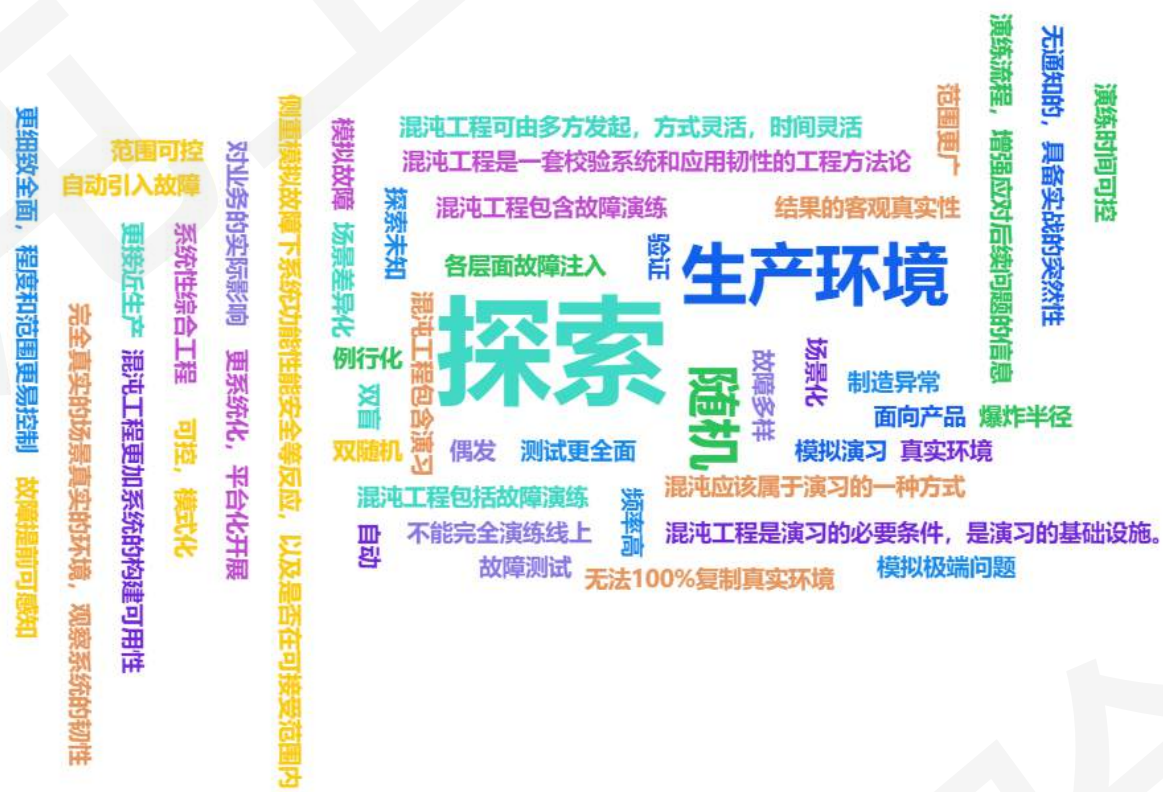 更细致全面，程度和范围更易控制
故障提前可感知
范围可控
自动引入故障
完全真实的场景真实的环境，观察系统的韧性
更接近生产
混沌工程更加系统的构建可用性
系统性综合工程
可控，模式化
对业务的实际影响
更系统化，平台化开展
侧重模拟故障下系统功能性能安全等反应，以及是否在可接受范围内
模拟故障
场景差异化
探索未知
混沌工程可由多方发起，方式灵活，时间灵活
混沌工程是一套校验系统和应用韧性的工程方法论
混沌工程包含故障演练
结果的客观真实性
各层面故障注入
验证
生产环境
探索
混沌工程包含演习
例行化
双盲
双随机
偶发
测试更全面
随机
故障多样
场景化
制造异常
面向产品
爆炸半径
模拟演习
真实环境
混沌工程包括故障演练
频率高
混沌应该属于演习的一种方式
自动
不能完全演练线上
混沌工程是演习的必要条件，是演习的基础设施。
故障测试
无法100%复制真实环境
模拟极端问题
范围更广
演练流程，增强应对后续问题的信息
无通知的，具备实战的突然性
演练时间可控